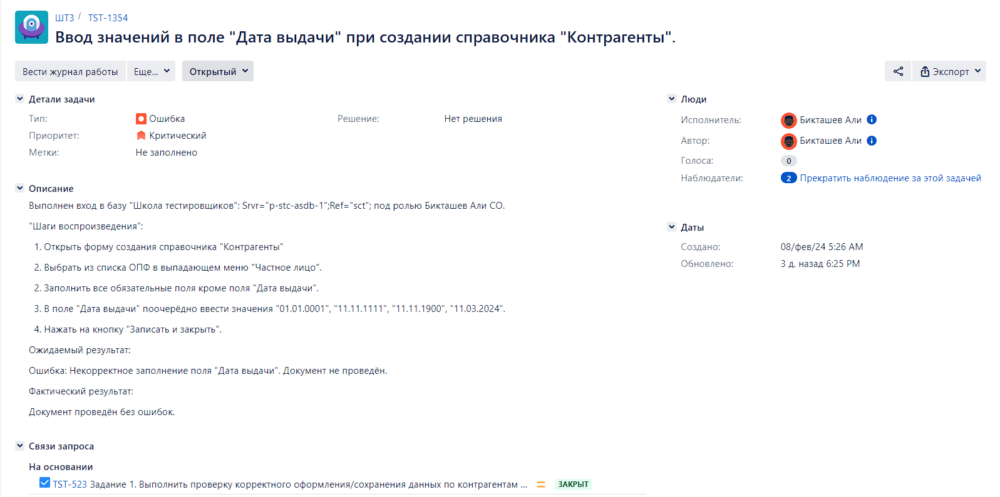 ШТЗ / TST-1354
Ввод значений в поле "Дата выдачи" при создании справочника "Контрагенты".
Вести журнал работы Еще... Открытый Экспорт
Детали задачи
Тип: Ошибка Решение: Нет решения
Приоритет: Критический
Метки: Не заполнено
Описание
Выполнен вход в базу "Школа тестировщиков": Srvr="p-stc-asdb-1";Ref="sct"; под ролью Бикташев Али СО.
"Шаги воспроизведения":
1. Открыть форму создания справочника "Контрагенты"
2. Выбрать из списка ОПФ в выпадающем меню "Частное лицо".
2. Заполнить все обязательные поля кроме поля "Дата выдачи".
3. В поле "Дата выдачи" поочерёдно ввести значения "01.01.0001", "11.11.1111", "11.11.1900", "11.03.2024".
4. Нажать на кнопку "Записать и закрыть".
Ожидаемый результат:
Ошибка: Некорректное заполнение поля "Дата выдачи". Документ не проведён.
Фактический результат:
Документ проведён без ошибок.
Связи запроса
На основании
TST-523 Задание 1. Выполнить проверку корректного оформления/сохранения данных по контрагентам ... ЗАКРЫТ
Люди
Исполнитель: Бикташев Али
Автор: Бикташев Али
Голоса: 0
Наблюдатели: 2 Прекратить наблюдение за этой задачей
Даты
Создано: 08/фев/24 5:26 AM
Обновлено: 3 д. назад 6:25 PM